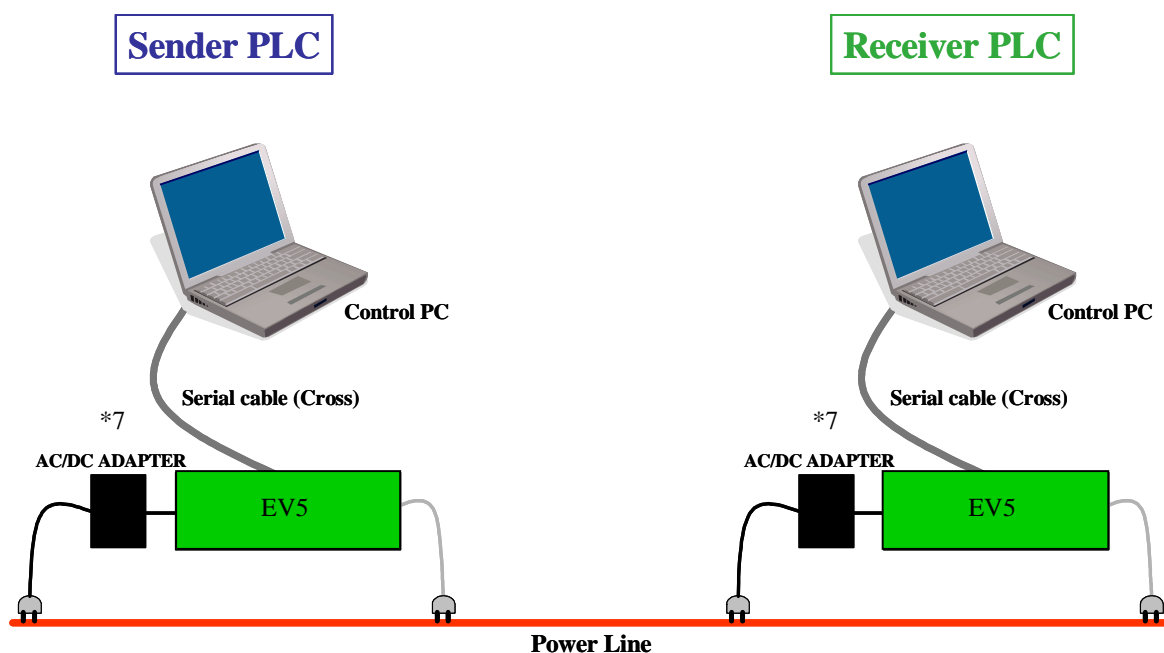 Sender PLC
Receiver PLC
Control PC
Control PC
Serial cable (Cross)
Serial cable (Cross)
*7
*7
AC/DC ADAPTER
AC/DC ADAPTER
EV5
EV5
Power Line